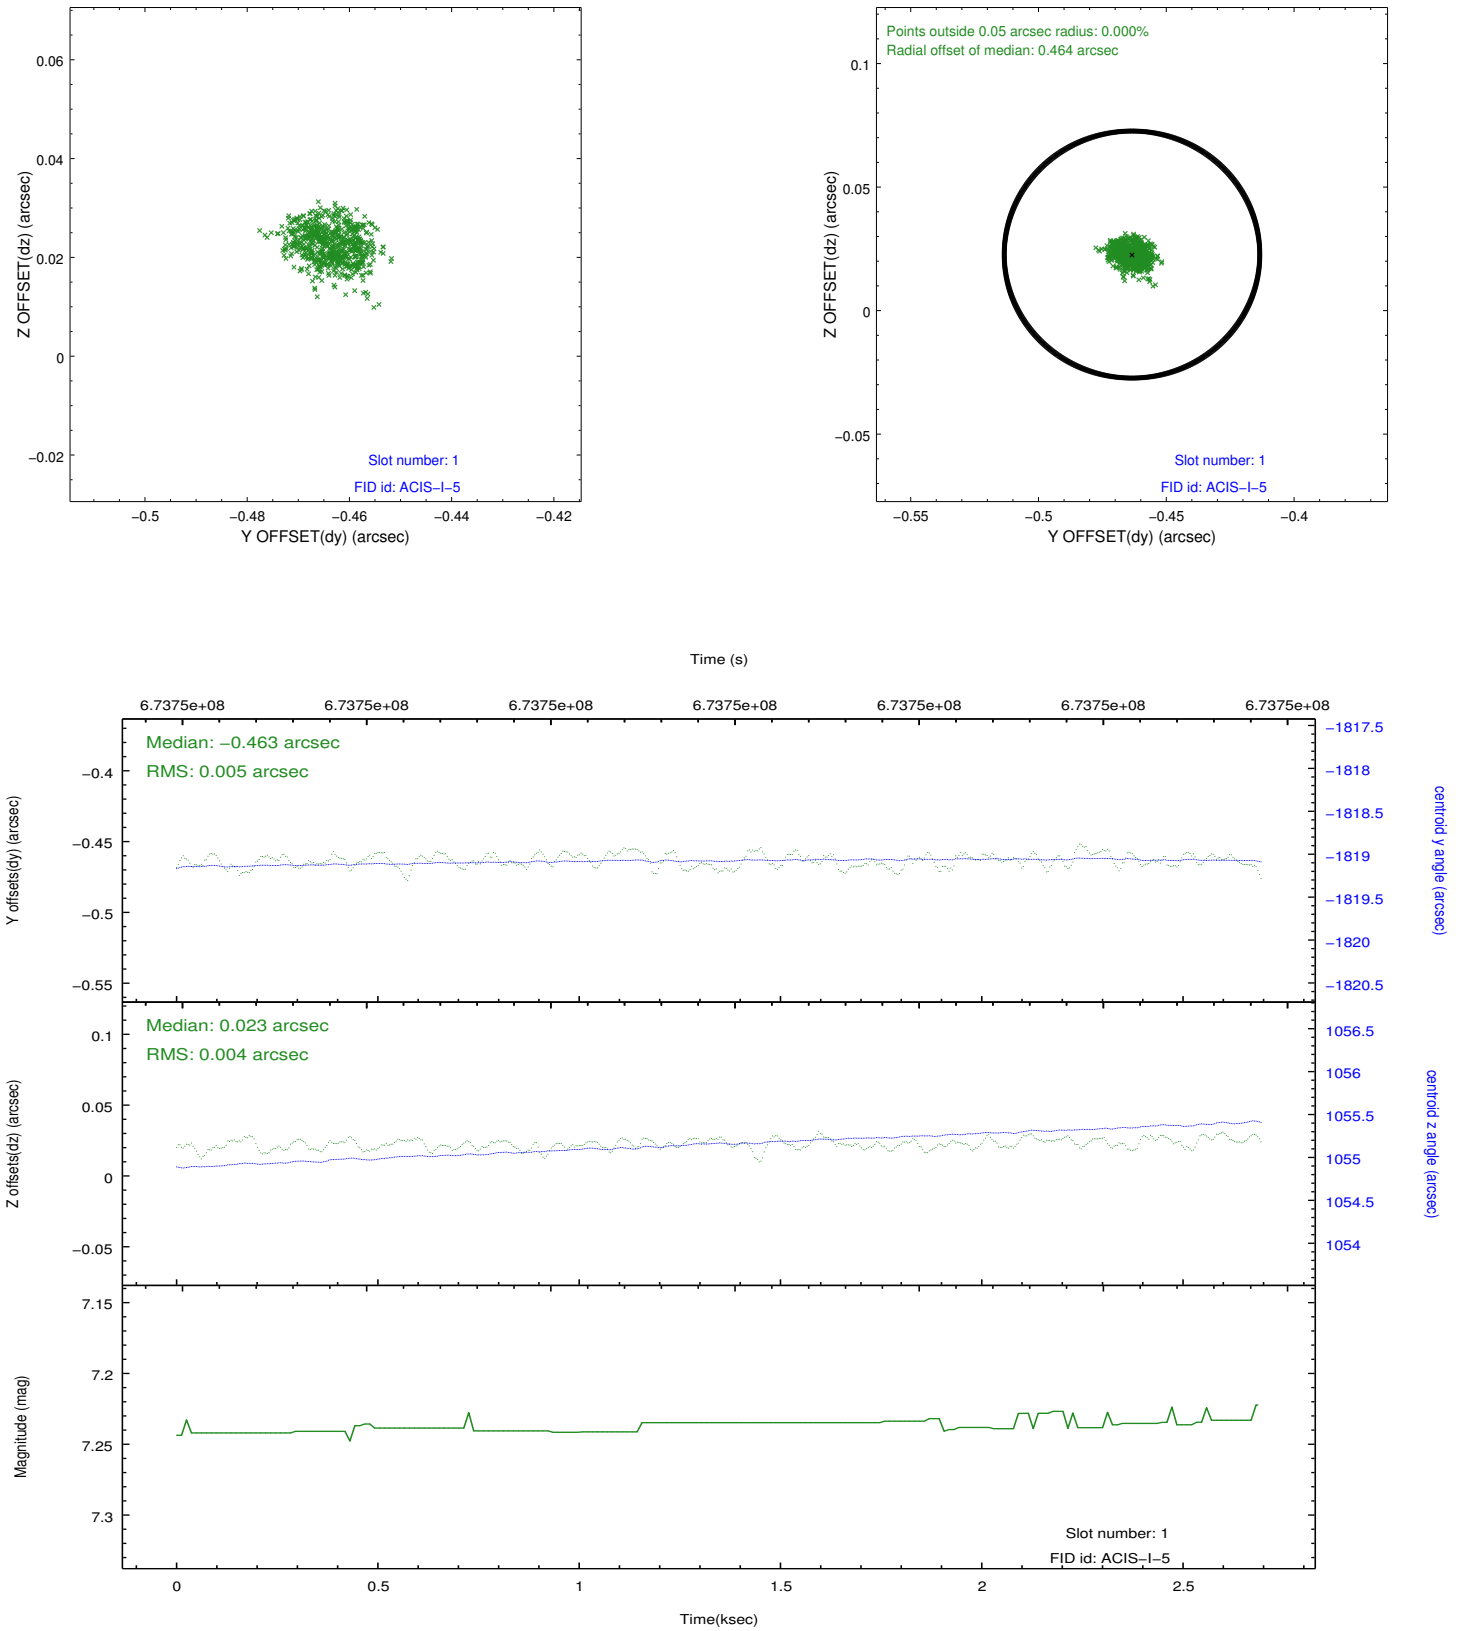 0.06
0.04
0.02
0
−0.02
−0.5
−0.48
−0.46
−0.44
−0.42
Z OFFSET(dz) (arcsec)
Y OFFSET(dy) (arcsec)
Slot number: 1
FID id: ACIS−I−5
Points outside 0.05 arcsec radius: 0.000%
Radial offset of median: 0.464 arcsec
0.1
0.05
0
−0.05
−0.55
−0.5
−0.45
−0.4
Z OFFSET(dz) (arcsec)
Y OFFSET(dy) (arcsec)
Slot number: 1
FID id: ACIS−I−5
Time (s)
6.7375e+08 6.7375e+08 6.7375e+08 6.7375e+08 6.7375e+08 6.7375e+08 6.7375e+08
Median: −0.463 arcsec
RMS: 0.005 arcsec
−0.4
−0.45
−0.5
−0.55
Y offsets(dy) (arcsec)
−1817.5
−1818
−1818.5
−1819
−1819.5
−1820
−1820.5
centroid y angle (arcsec)
Median: 0.023 arcsec
RMS: 0.004 arcsec
0.1
0.05
0
−0.05
Z offsets(dz) (arcsec)
1056.5
1056
1055.5
1055
1054.5
1054
centroid z angle (arcsec)
7.15
7.2
7.25
7.3
Magnitude (mag)
Slot number: 1
FID id: ACIS−I−5
0 0.5 1 1.5 2 2.5
Time(ksec)